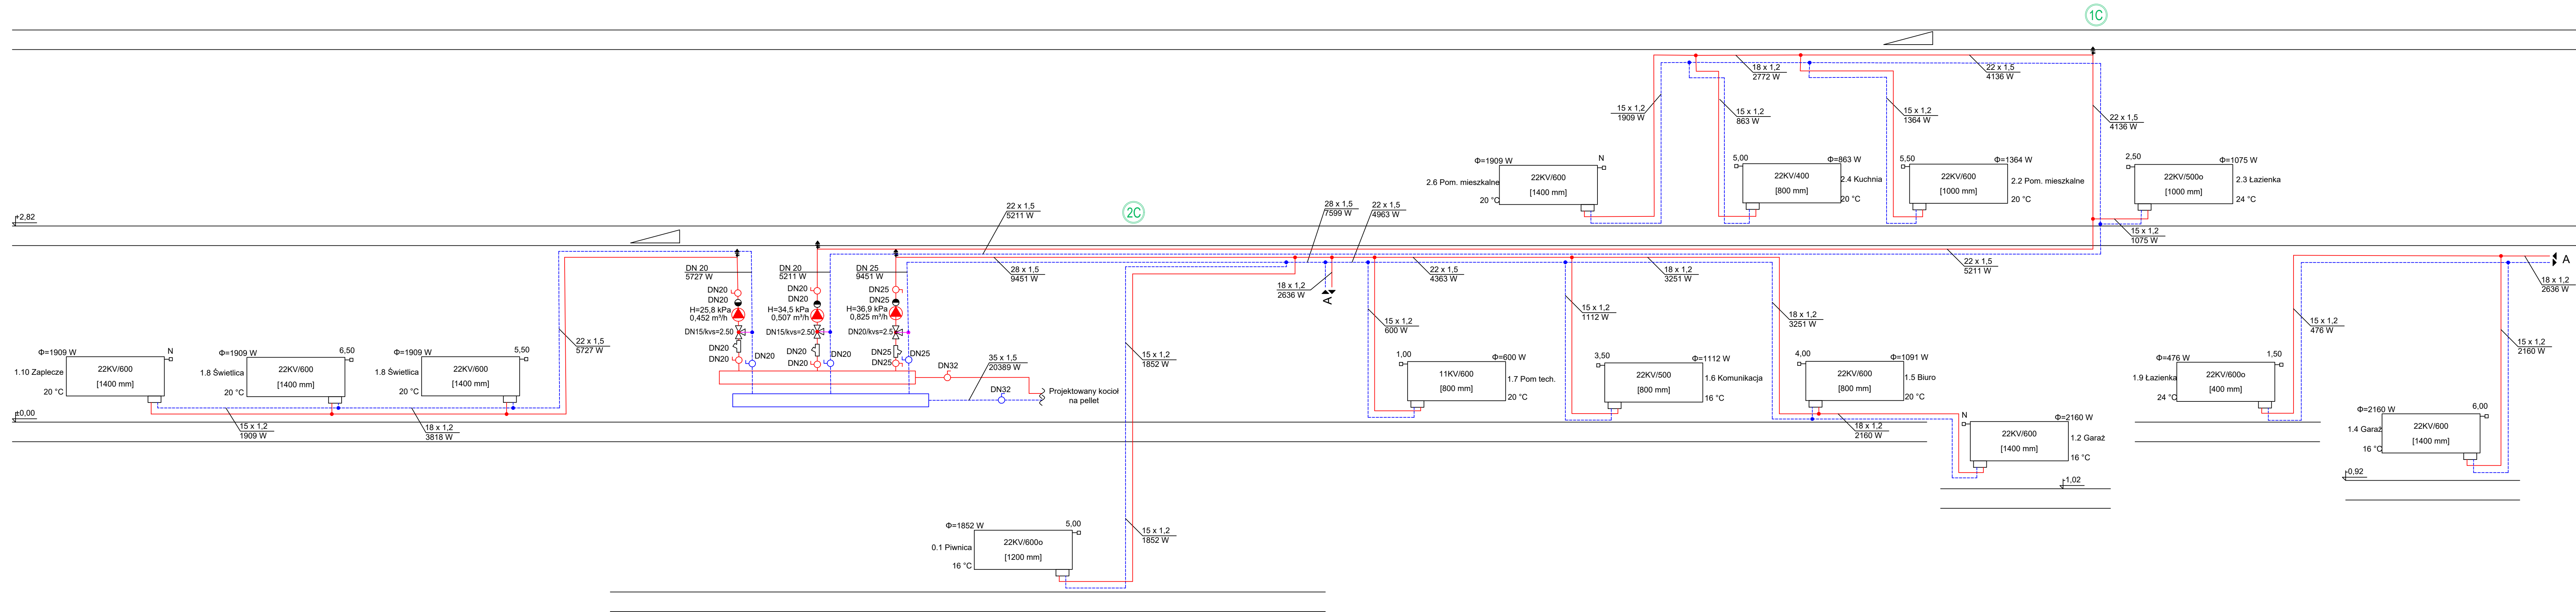 1C
18 x 1,2
2772 W
22 x 1,5
4136 W
15 x 1,2
1909 W
15 x 1,2
863 W
15 x 1,2
1364 W
22 x 1,5
4136 W
Φ=1909 W
N
2.6 Pom. mieszkalne
22KV/600
[1400 mm]
20 °C
5,00
Φ=863 W
22KV/400
[800 mm]
2.4 Kuchnia
20 °C
5,50
Φ=1364 W
22KV/600
[1000 mm]
2.2 Pom. mieszkalne
20 °C
2,50
Φ=1075 W
22KV/500o
[1000 mm]
2.3 Łazienka
24 °C
15 x 1,2
1075 W
+2,82
2C
22 x 1,5
5211 W
28 x 1,5
7599 W
22 x 1,5
4963 W
DN 20
5727 W
DN 20
5211 W
DN 25
9451 W
28 x 1,5
9451 W
18 x 1,2
2636 W
A
22 x 1,5
4363 W
18 x 1,2
3251 W
22 x 1,5
5211 W
A
18 x 1,2
2636 W
DN20
DN20
H=25,8 kPa
0,452 m³/h
DN15/kvs=2.50
DN20
DN20
DN20
DN20
DN20
H=34,5 kPa
0,507 m³/h
DN15/kvs=2.50
DN20
DN20
DN20
DN25
DN25
H=36,9 kPa
0,825 m³/h
DN20/kvs=2.5
DN25
DN25
DN25
22 x 1,5
5727 W
35 x 1,5
20389 W
DN32
DN32
Projektowany kocioł
na pellet
15 x 1,2
1852 W
15 x 1,2
600 W
15 x 1,2
1112 W
18 x 1,2
3251 W
15 x 1,2
476 W
15 x 1,2
2160 W
Φ=1909 W
N
1.10 Zaplecze
22KV/600
[1400 mm]
20 °C
Φ=1909 W
6,50
1.8 Świetlica
22KV/600
[1400 mm]
20 °C
Φ=1909 W
5,50
1.8 Świetlica
22KV/600
[1400 mm]
20 °C
±0,00
15 x 1,2
1909 W
18 x 1,2
3818 W
1,00
Φ=600 W
11KV/600
[800 mm]
1.7 Pom tech.
20 °C
3,50
Φ=1112 W
22KV/500
[800 mm]
1.6 Komunikacja
16 °C
4,00
Φ=1091 W
22KV/600
[800 mm]
1.5 Biuro
20 °C
18 x 1,2
2160 W
N
Φ=2160 W
22KV/600
[1400 mm]
1.2 Garaż
16 °C
-1,02
Φ=476 W
1,50
1.9 Łazienka
22KV/600o
[400 mm]
24 °C
Φ=2160 W
6,00
1.4 Garaż
22KV/600
[1400 mm]
16 °C
-0,92
Φ=1852 W
5,00
0.1 Piwnica
22KV/600o
[1200 mm]
16 °C
15 x 1,2
1852 W